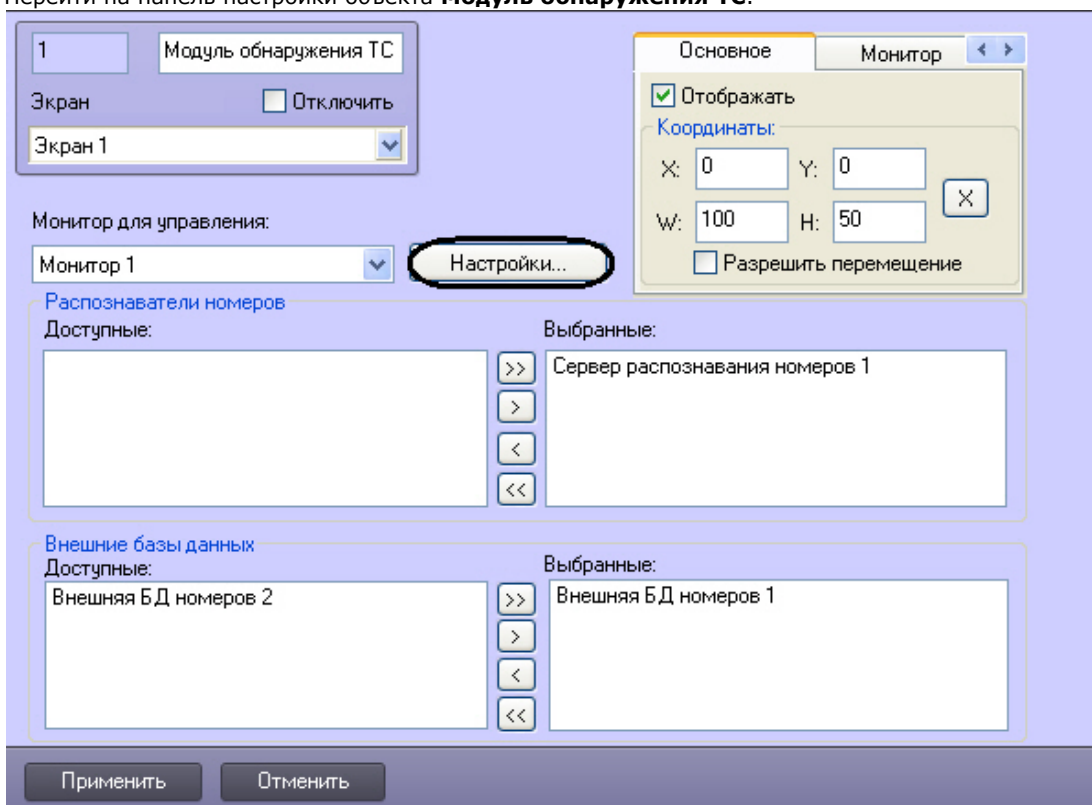 Перейти на панель настройки объекта Модуль обнаружения ТС.
1
Модуль обнаружения ТС
Экран
Отключить
Экран 1
Основное
Монитор
Отображать
Координаты:
X: 0 Y: 0
W: 100 H: 50
X
Разрешить перемещение
Монитор для управления:
Монитор 1
Настройки...
Распознаватели номеров
Доступные:
Выбранные:
Сервер распознавания номеров 1
>>
>
<
<<
Внешние базы данных
Доступные:
Выбранные:
Внешняя БД номеров 2
Внешняя БД номеров 1
>>
>
<
<<
Применить
Отменить